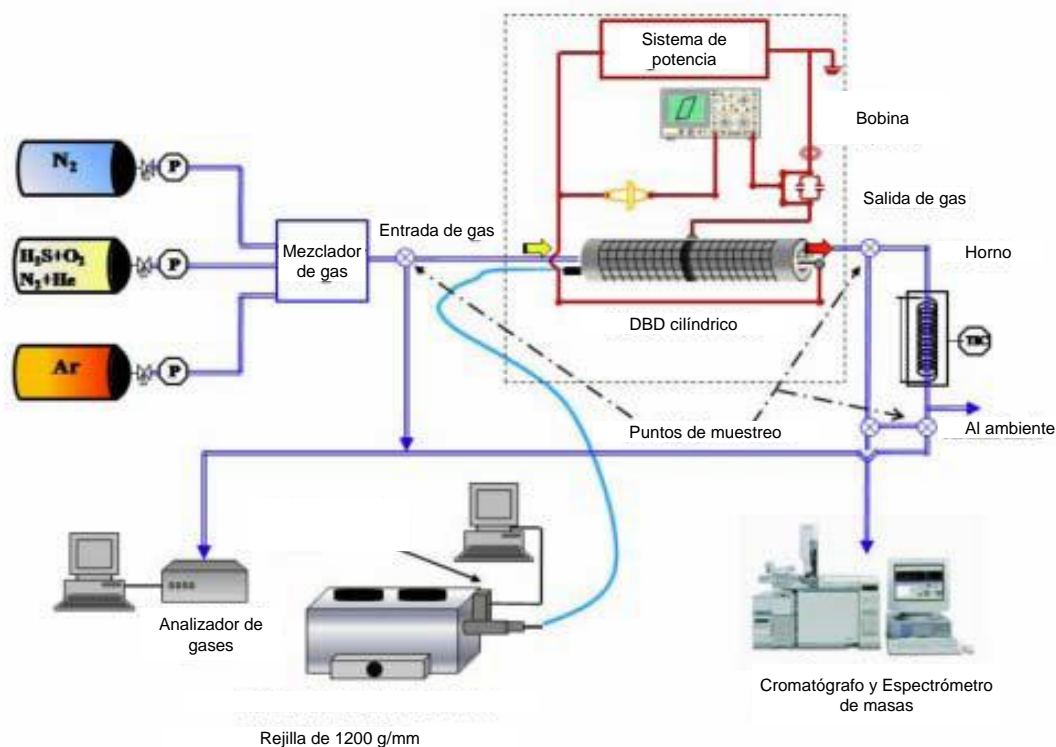 Sistema de
potencia
Bobina
N2
Salida de gas
Entrada de gas
H2S+O2
N2+He
Mezclador
de gas
Horno
P
P
P
DBD cilíndrico
Ar
Puntos de muestreo
Al ambiente
Analizador de
gases
Cromatógrafo y Espectrómetro
de masas
Rejilla de 1200 g/mm